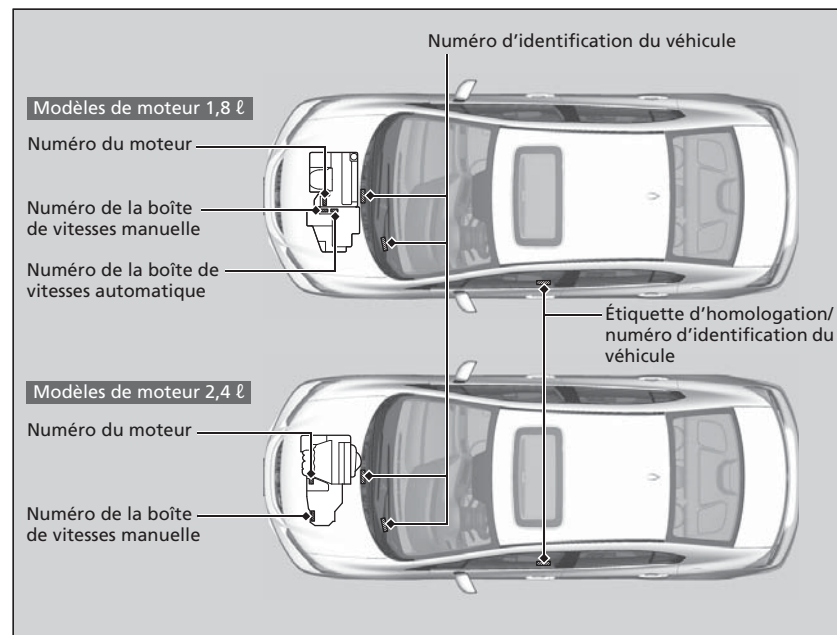 Numéro d’identification du véhicule
Modèles de moteur 1,8 ℓ
Numéro du moteur
Numéro de la boîte
de vitesses manuelle
Numéro de la boîte de
vitesses automatique
Étiquette d’homologation/
numéro d’identification du
véhicule
Modèles de moteur 2,4 ℓ
Numéro du moteur
Numéro de la boîte
de vitesses manuelle